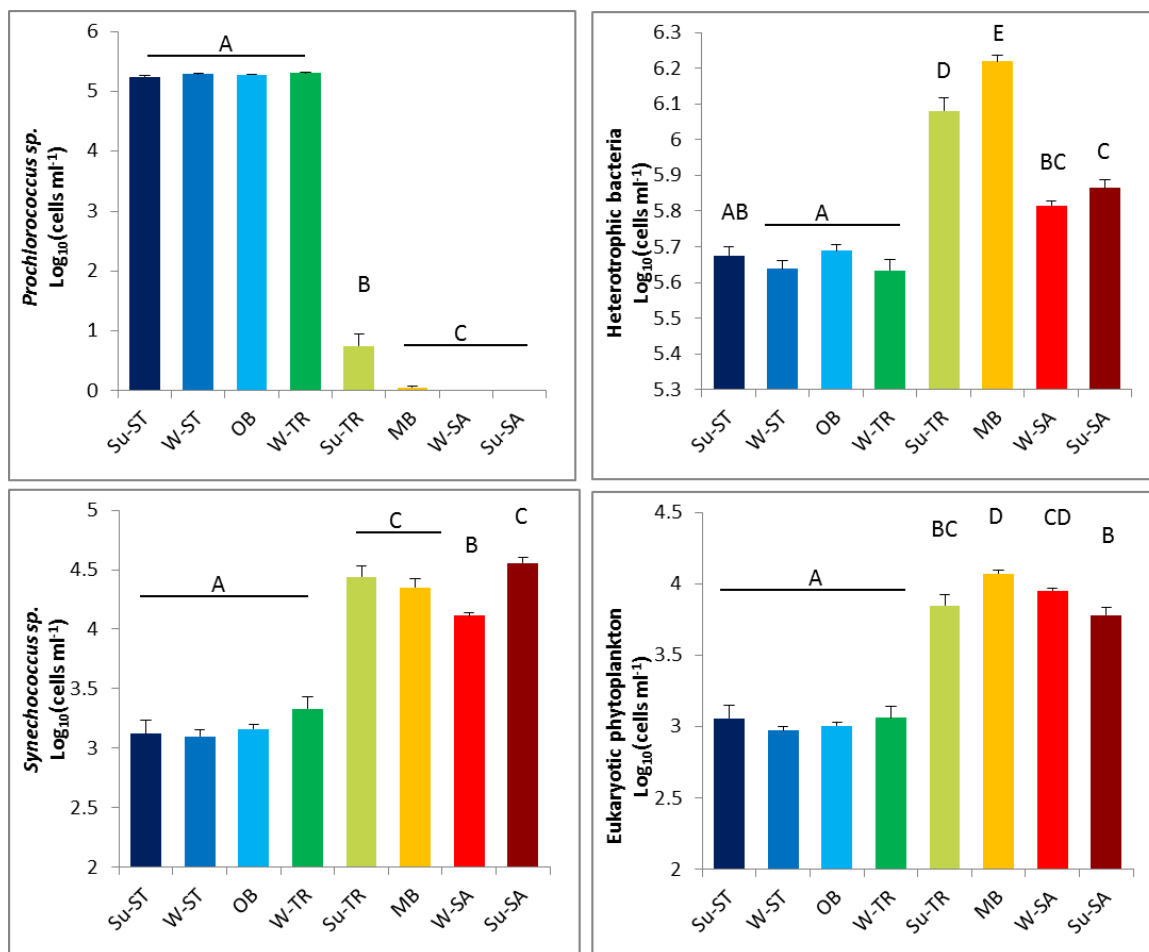 Prochlorococcus sp.
Log10(cells ml-1)
6
5
4
3
2
1
0
A
B
C
Su-ST
W-ST
OB
W-TR
Su-TR
MB
W-SA
Su-SA
Heterotrophic bacteria
Log10(cells ml-1)
6.3
6.2
6.1
6
5.9
5.8
5.7
5.6
5.5
5.4
5.3
AB
A
D
E
BC
C
Su-ST
W-ST
OB
W-TR
Su-TR
MB
W-SA
Su-SA
Synechococcus sp.
Log10(cells ml-1)
5
4.5
4
3.5
3
2.5
2
A
C
B
C
Su-ST
W-ST
OB
W-TR
Su-TR
MB
W-SA
Su-SA
Eukaryotic phytoplankton
Log10(cells ml-1)
4.5
4
3.5
3
2.5
2
A
BC
D
CD
B
Su-ST
W-ST
OB
W-TR
Su-TR
MB
W-SA
Su-SA